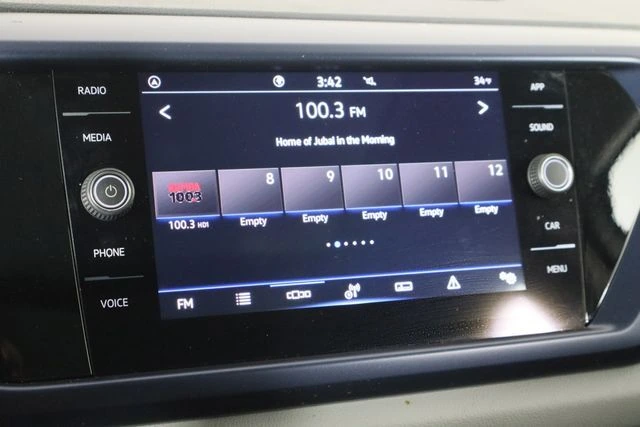 RADIO
MEDIA
PHONE
VOICE
3:42
34°F
100.3 FM
Home of Jubal in the Morning
1003
8
9
10
11
12
100.3 HD1
Empty
Empty
Empty
Empty
Empty
FM
APP
SOUND
CAR
MENU